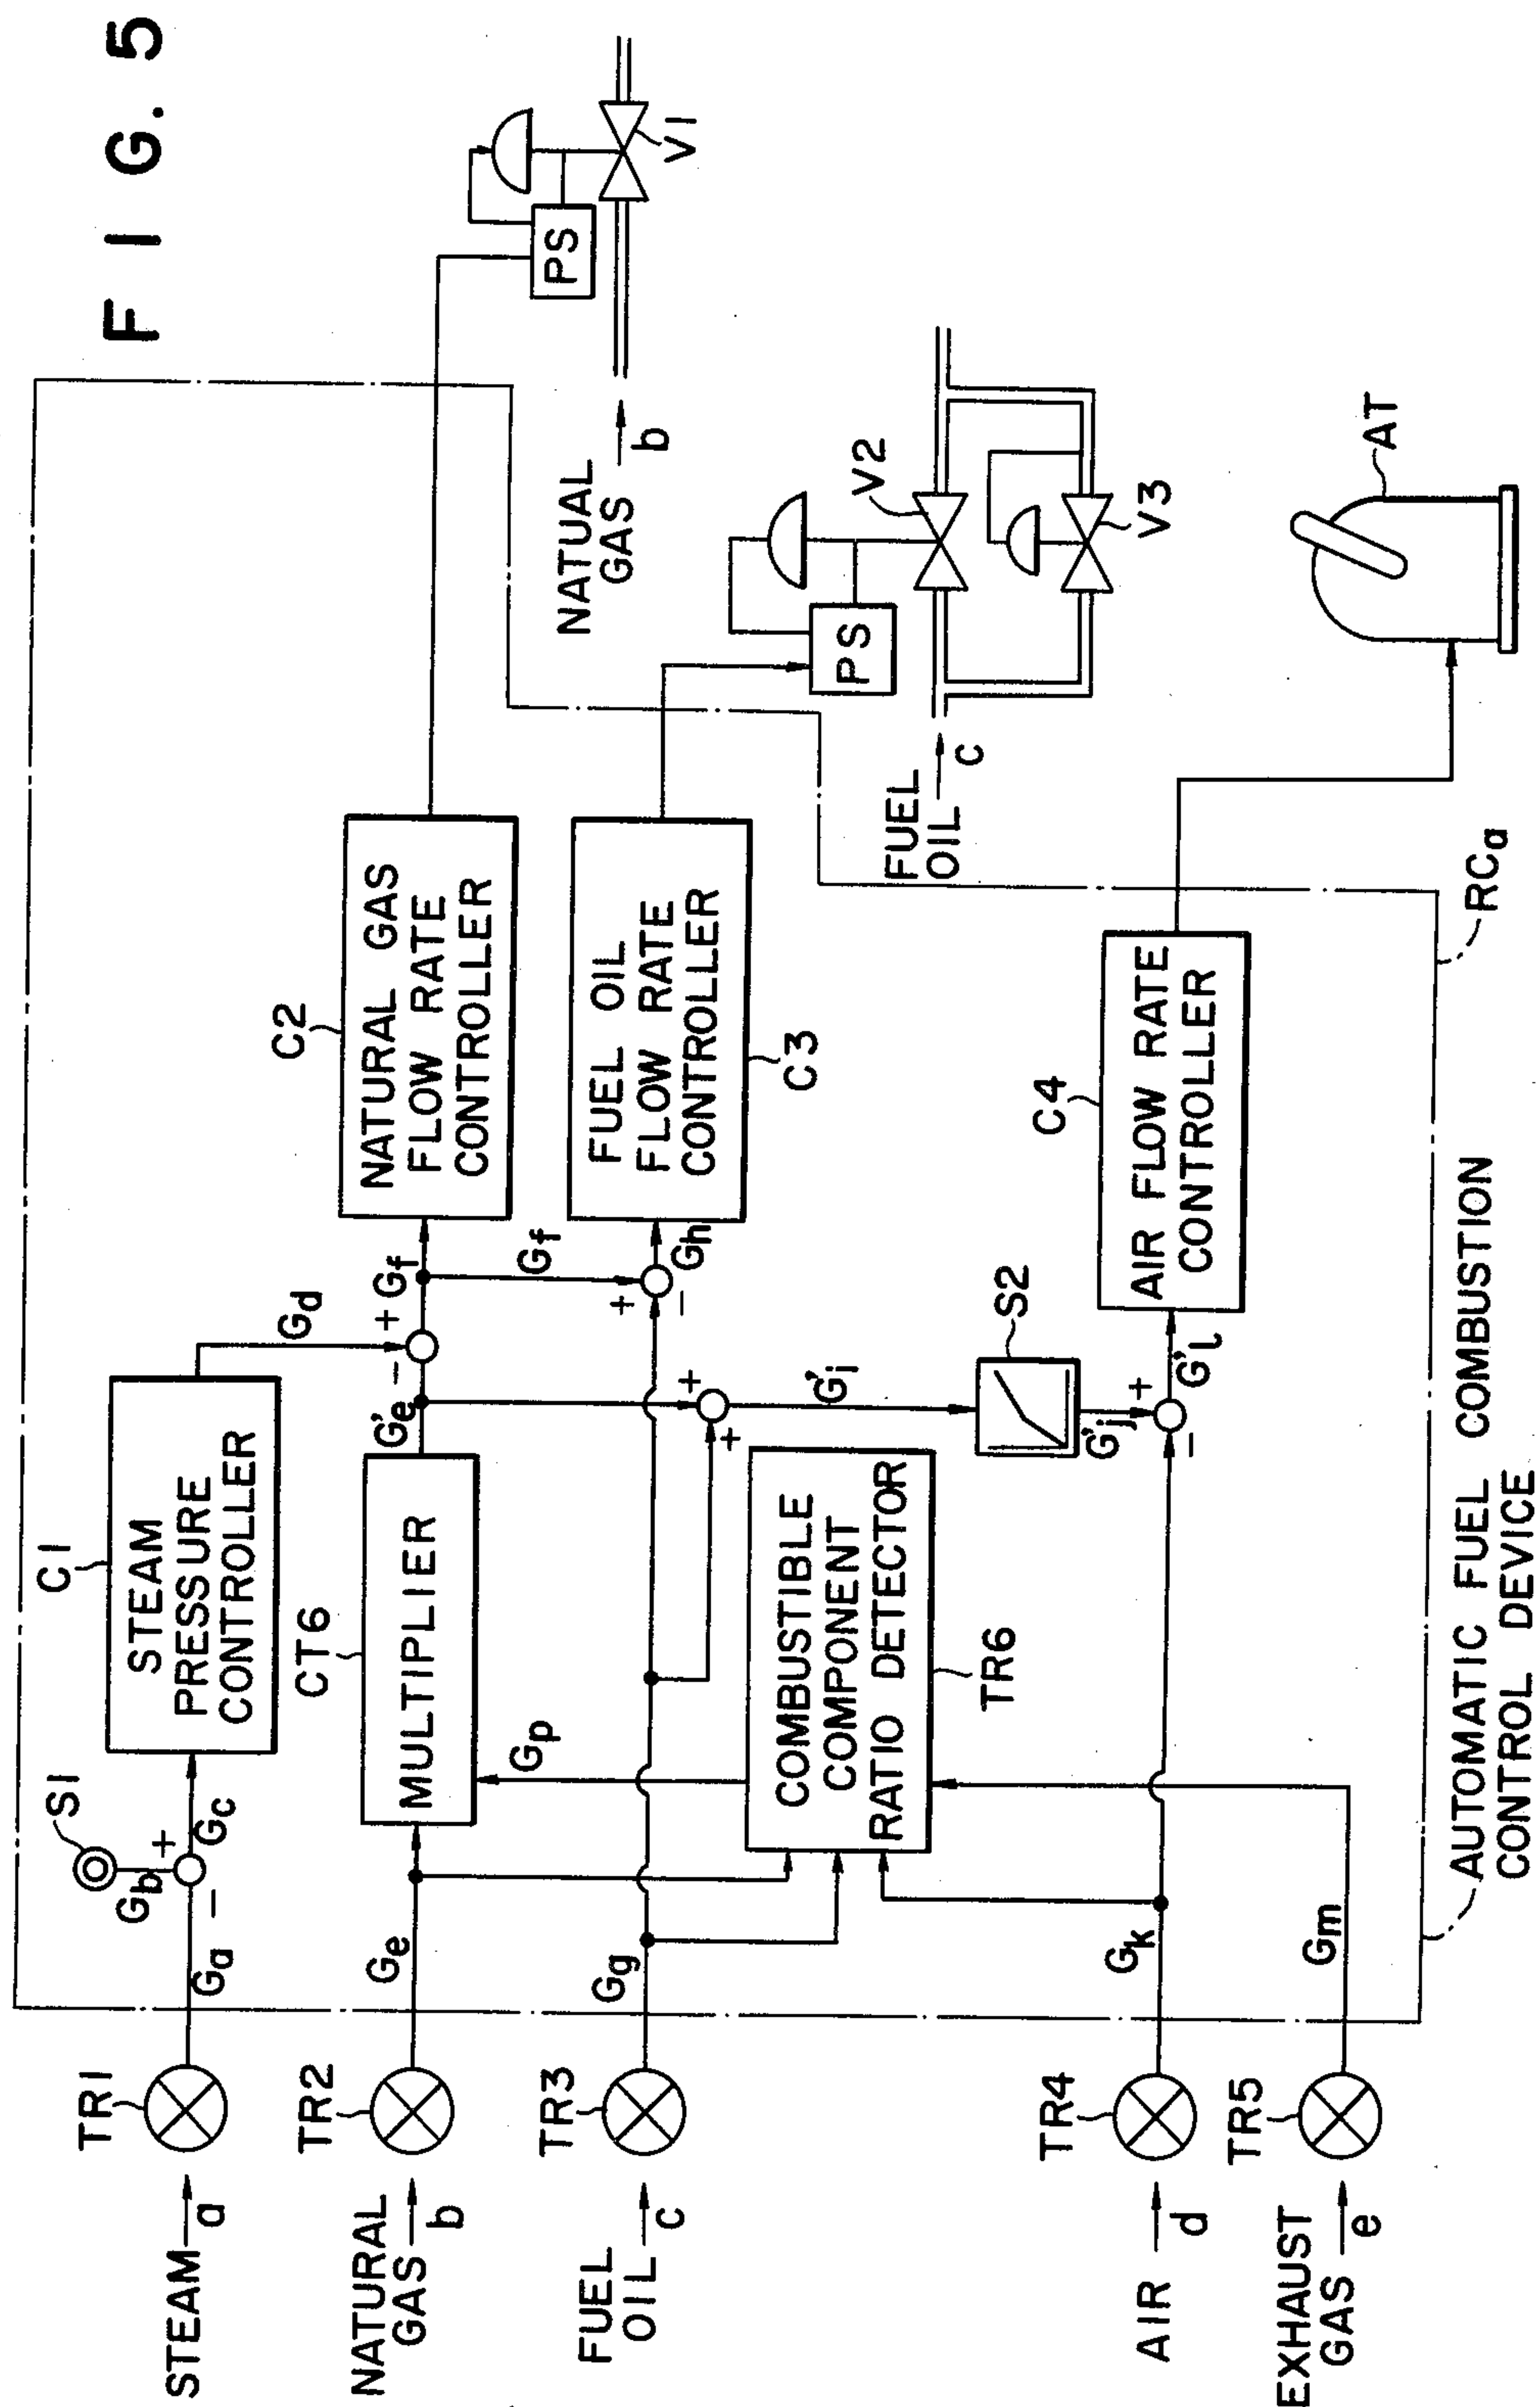 FIG. 5
STEAM
a
TR1
Ga
−
Gb
S1
+
Gc
C1
STEAM
PRESSURE
CONTROLLER
Gd
NATURAL
GAS
b
TR2
Ge
CT6
MULTIPLIER
G'e
−
+
Gf
C2
NATURAL GAS
FLOW RATE
CONTROLLER
PS
V1
NATUAL
GAS
b
FUEL
OIL
c
TR3
Gg
Gp
+
+
G'i
Gf
+
−
Gh
FUEL OIL
FLOW RATE
CONTROLLER
C3
PS
V2
V3
FUEL
OIL
c
COMBUSTIBLE
COMPONENT
RATIO DETECTOR
TR6
S2
G'j
+
−
G'l
C4
AIR FLOW RATE
CONTROLLER
AT
AIR
d
TR4
Gk
EXHAUST
GAS
e
TR5
Gm
RCa
AUTOMATIC FUEL COMBUSTION
CONTROL DEVICE